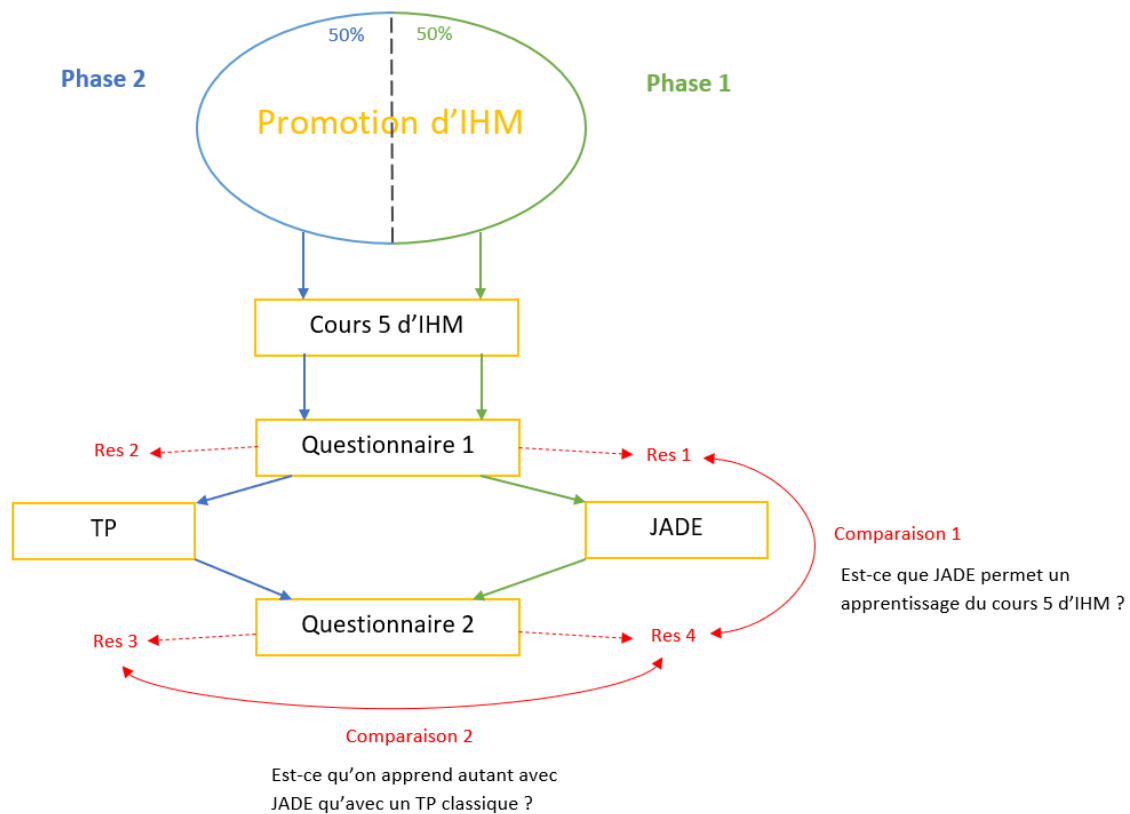 50%
50%
Phase 2
Phase 1
Promotion d’IHM
Cours 5 d’IHM
Questionnaire 1
Res 2
Res 1
TP
JADE
Comparaison 1
Est-ce que JADE permet un
apprentissage du cours 5 d’IHM ?
Questionnaire 2
Res 3
Res 4
Comparaison 2
Est-ce qu’on apprend autant avec
JADE qu’avec un TP classique ?